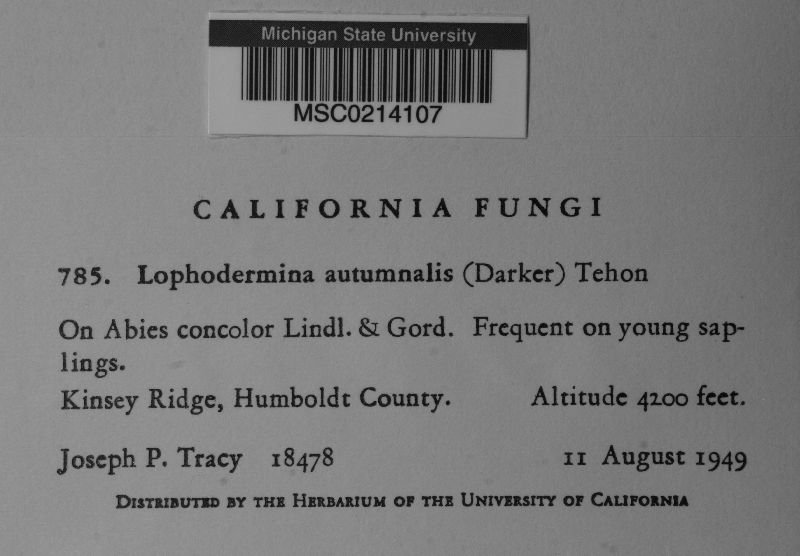 Michigan State University
MSC0214107
CALIFORNIA FUNGI
785. Lophodermina autumnalis (Darker) Tehon
On Abies concolor Lindl. & Gord. Frequent on young sap-
lings.
Kinsey Ridge, Humboldt County. Altitude 4200 feet.
Joseph P. Tracy 18478 11 August 1949
DISTRIBUTED BY THE HERBARIUM OF THE UNIVERSITY OF CALIFORNIA